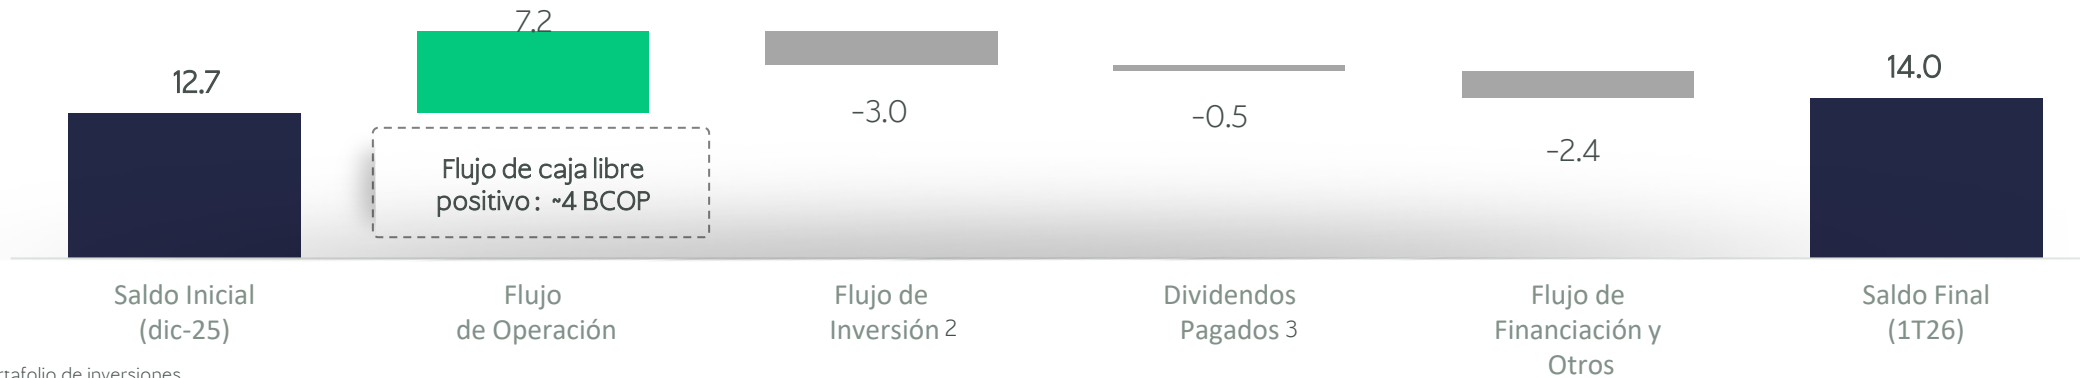 7.2
12.7
14.0
-3.0
-0.5
-2.4
Flujo de caja libre
positivo: ~4 BCOP
Saldo Inicial
(dic-25)
Flujo
de Operación
Flujo de
Inversión 2
Dividendos
Pagados 3
Flujo de
Financiación y
Otros
Saldo Final
(1T26)
de inversiones